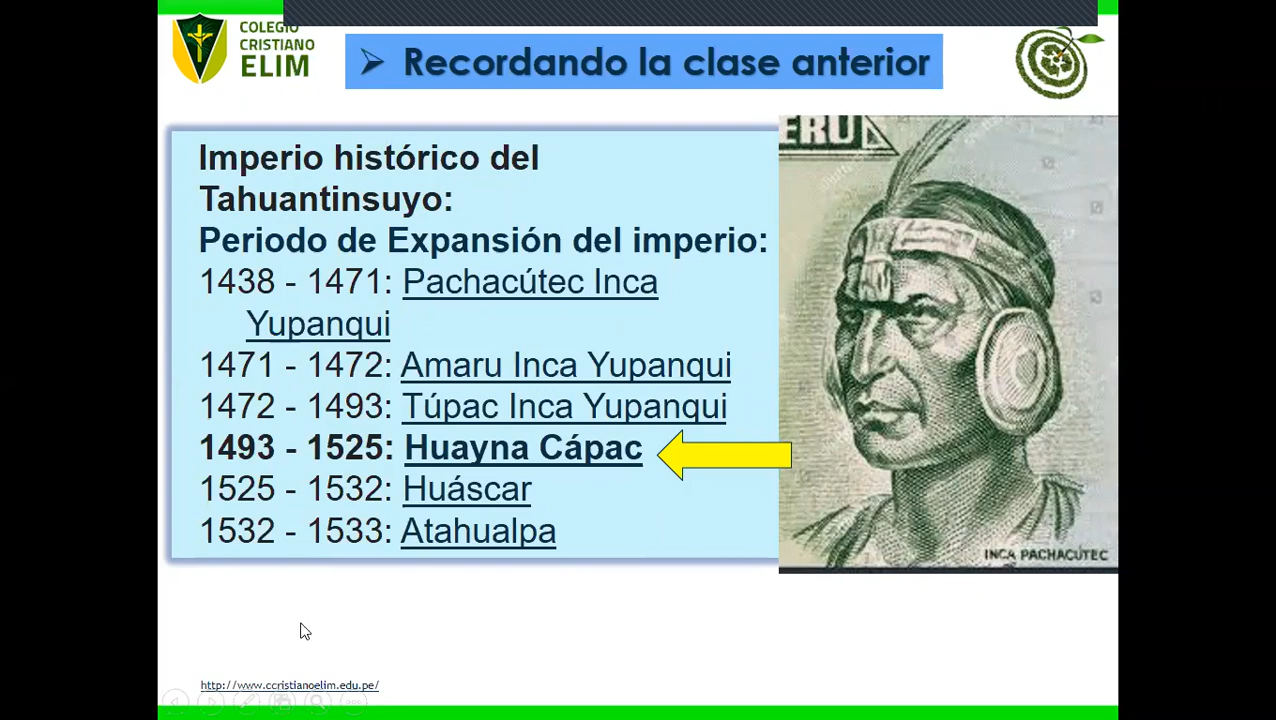 COLEGIO
CRISTIANO
ELIM
Recordando la clase anterior
Imperio histórico del
Tahuantinsuyo:
Periodo de Expansión del imperio:
1438 - 1471: Pachacútec Inca
Yupanqui
1471 - 1472: Amaru Inca Yupanqui
1472 - 1493: Túpac Inca Yupanqui
1493 - 1525: Huayna Cápac
1525 - 1532: Huáscar
1532 - 1533: Atahualpa
ERU
INCA PACHACÚTEC
http://www.ccristianoelim.edu.pe/